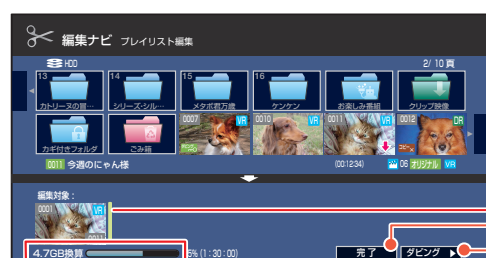 編集ナビ プレイリスト編集
HDD 2/ 10 頁
13 14 15 16
カトリーヌの冒… シリーズ・シル… メタボ君万歳 ケンケン お楽しみ番組 クリップ映像
0007 VR 0010 VR 0011 VR 0012 DR
カギ付きフォルダ ごみ箱
0011 今週のにゃん様 (00:12:34) 06 オリジナル VR
編集対象 :
0001 VR
0011
4.7GB換算 5% (1 : 30 : 00) 完了 ダビング